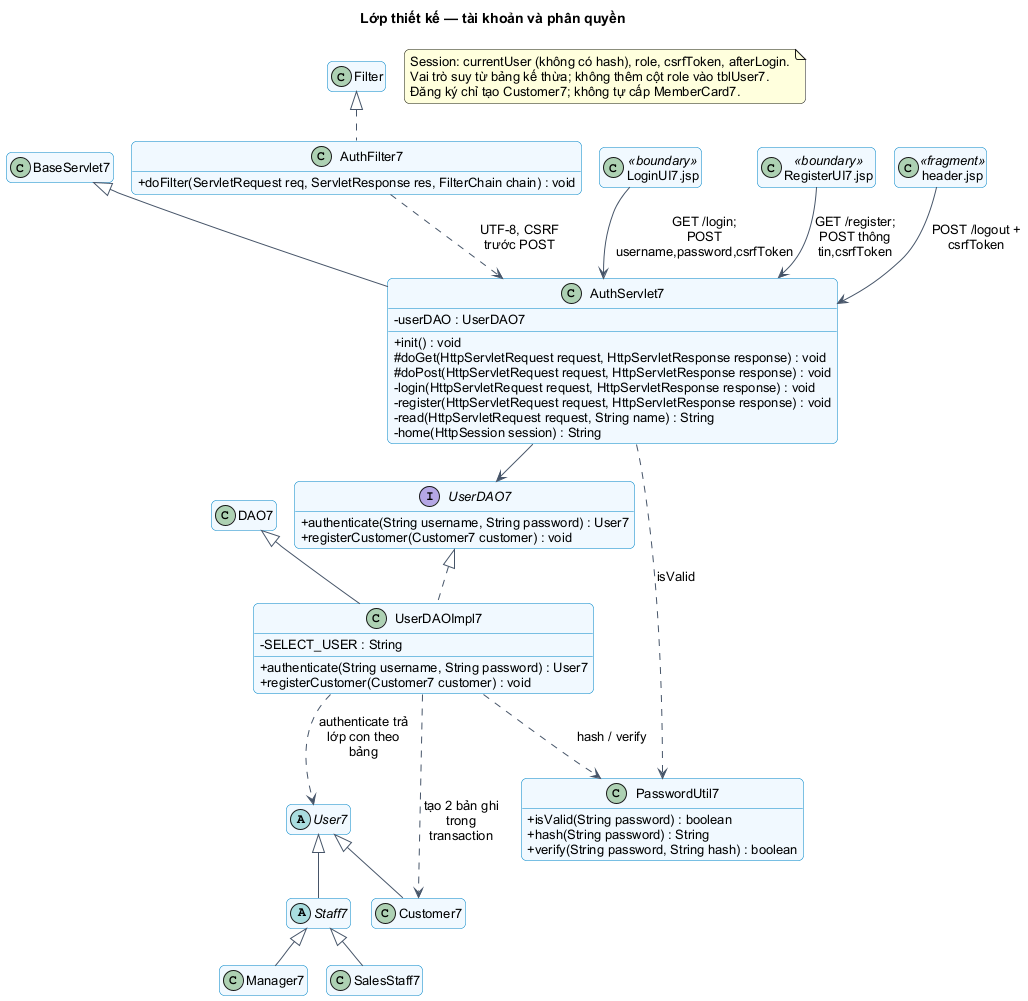 Lớp thiết kế — tài khoản và phân quyền
Session: currentUser (không có hash), role, csrfToken, afterLogin.
Vai trò suy từ bảng kế thừa; không thêm cột role vào tblUser7.
Đăng ký chỉ tạo Customer7; không tự cấp MemberCard7.
C Filter
C BaseServlet7
C AuthFilter7
+doFilter(ServletRequest req, ServletResponse res, FilterChain chain) : void
«boundary»
C LoginUI7.jsp
«boundary»
C RegisterUI7.jsp
«fragment»
C header.jsp
UTF-8, CSRF
trước POST
GET /login;
POST
username,password,csrfToken
GET /register;
POST thông
tin,csrfToken
POST /logout +
csrfToken
C AuthServlet7
-userDAO : UserDAO7
+init() : void
#doGet(HttpServletRequest request, HttpServletResponse response) : void
#doPost(HttpServletRequest request, HttpServletResponse response) : void
-login(HttpServletRequest request, HttpServletResponse response) : void
-register(HttpServletRequest request, HttpServletResponse response) : void
-read(HttpServletRequest request, String name) : String
-home(HttpSession session) : String
C DAO7
I UserDAO7
+authenticate(String username, String password) : User7
+registerCustomer(Customer7 customer) : void
isValid
C UserDAOImpl7
-SELECT_USER : String
+authenticate(String username, String password) : User7
+registerCustomer(Customer7 customer) : void
authenticate trả
lớp con theo
bảng
hash / verify
tạo 2 bản ghi
trong
transaction
C PasswordUtil7
+isValid(String password) : boolean
+hash(String password) : String
+verify(String password, String hash) : boolean
A User7
A Staff7
C Customer7
C Manager7
C SalesStaff7